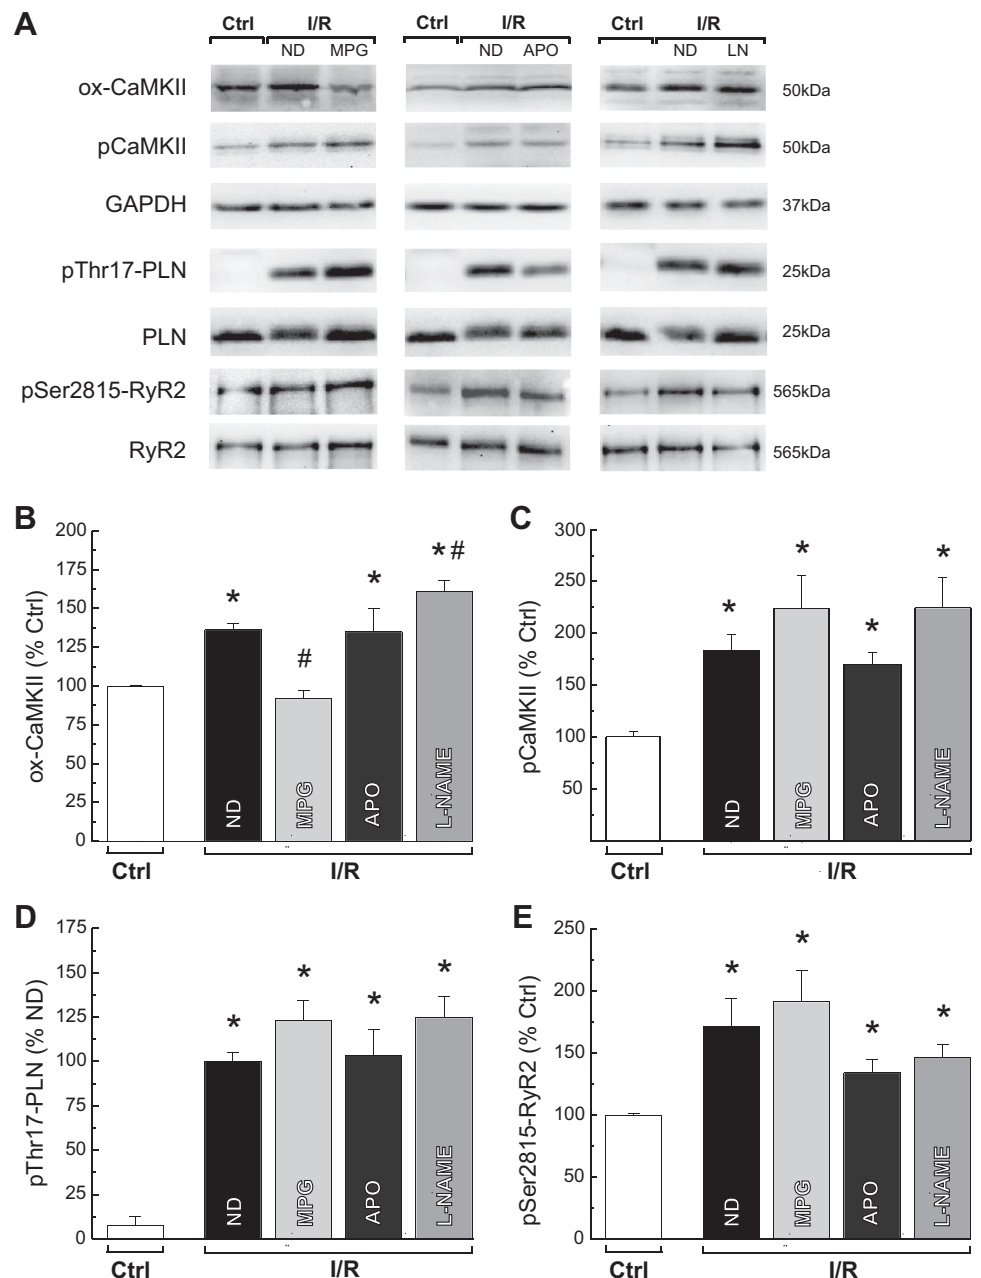 A
Ctrl I/R Ctrl I/R Ctrl I/R
ND MPG ND APO ND LN
ox-CaMKII 50kDa
pCaMKII 50kDa
GAPDH 37kDa
pThr17-PLN 25kDa
PLN 25kDa
pSer2815-RyR2 565kDa
RyR2 565kDa
B
ox-CaMKII (% Ctrl)
200
175
150
125
100
75
50
25
0
*
#
*
* #
ND
MPG
APO
L-NAME
Ctrl
I/R
C
pCaMKII (% Ctrl)
300
250
200
150
100
50
*
*
*
*
ND
MPG
APO
L-NAME
Ctrl
I/R
D
pThr17-PLN (% ND)
175
150
125
100
75
50
25
0
*
*
*
*
ND
MPG
APO
L-NAME
Ctrl
I/R
E
pSer2815-RyR2 (% Ctrl)
250
200
150
100
50
0
*
*
*
*
ND
MPG
APO
L-NAME
Ctrl
I/R